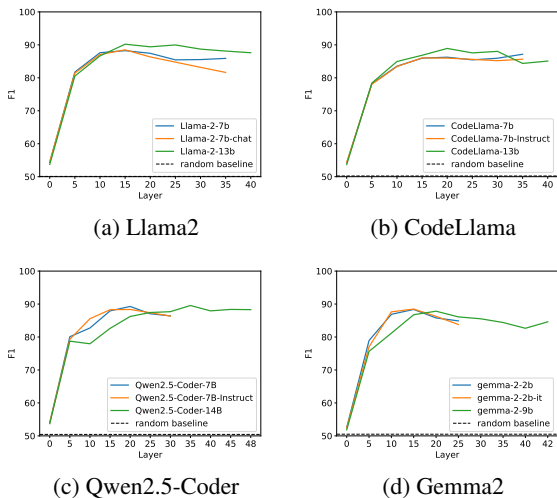 100
90
80
70
60
50
F1
0 5 10 15 20 25 30 35 40
Layer
Llama-2-7b
Llama-2-7b-chat
Llama-2-13b
random baseline
(a) Llama2
100
90
80
70
60
50
F1
0 5 10 15 20 25 30 35 40
Layer
CodeLlama-7b
CodeLlama-7b-Instruct
CodeLlama-13b
random baseline
(b) CodeLlama
100
90
80
70
60
50
F1
0 5 10 15 20 25 30 35 40 45 48
Layer
Qwen2.5-Coder-7B
Qwen2.5-Coder-7B-Instruct
Qwen2.5-Coder-14B
random baseline
(c) Qwen2.5-Coder
100
90
80
70
60
50
F1
0 5 10 15 20 25 30 35 40 42
Layer
gemma-2-2b
gemma-2-2b-it
gemma-2-9b
random baseline
(d) Gemma2